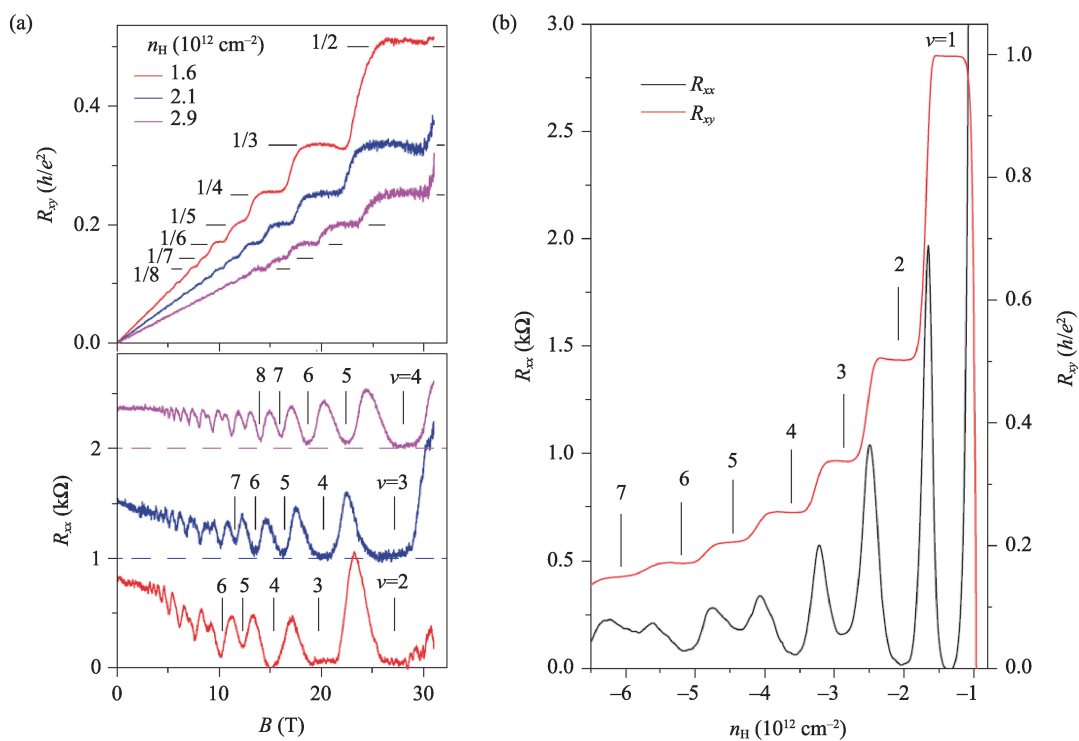 (a)
n_H (10^12 cm^−2)
1.6
2.1
2.9
1/2
1/3
1/4
1/5
1/6
1/7
1/8
0.4
0.2
0.0
R_xy (h/e^2)
8 7 6 5 ν=4
7 6 5 4 ν=3
6 5 4 3 ν=2
2
1
0
R_xx (kΩ)
0 10 20 30
B (T)
(b)
ν=1
R_xx
R_xy
2
3
4
5
6
7
3.0
2.5
2.0
1.5
1.0
0.5
0.0
R_xx (kΩ)
1.0
0.8
0.6
0.4
0.2
0.0
R_xy (h/e^2)
−6 −5 −4 −3 −2 −1
n_H (10^12 cm^−2)